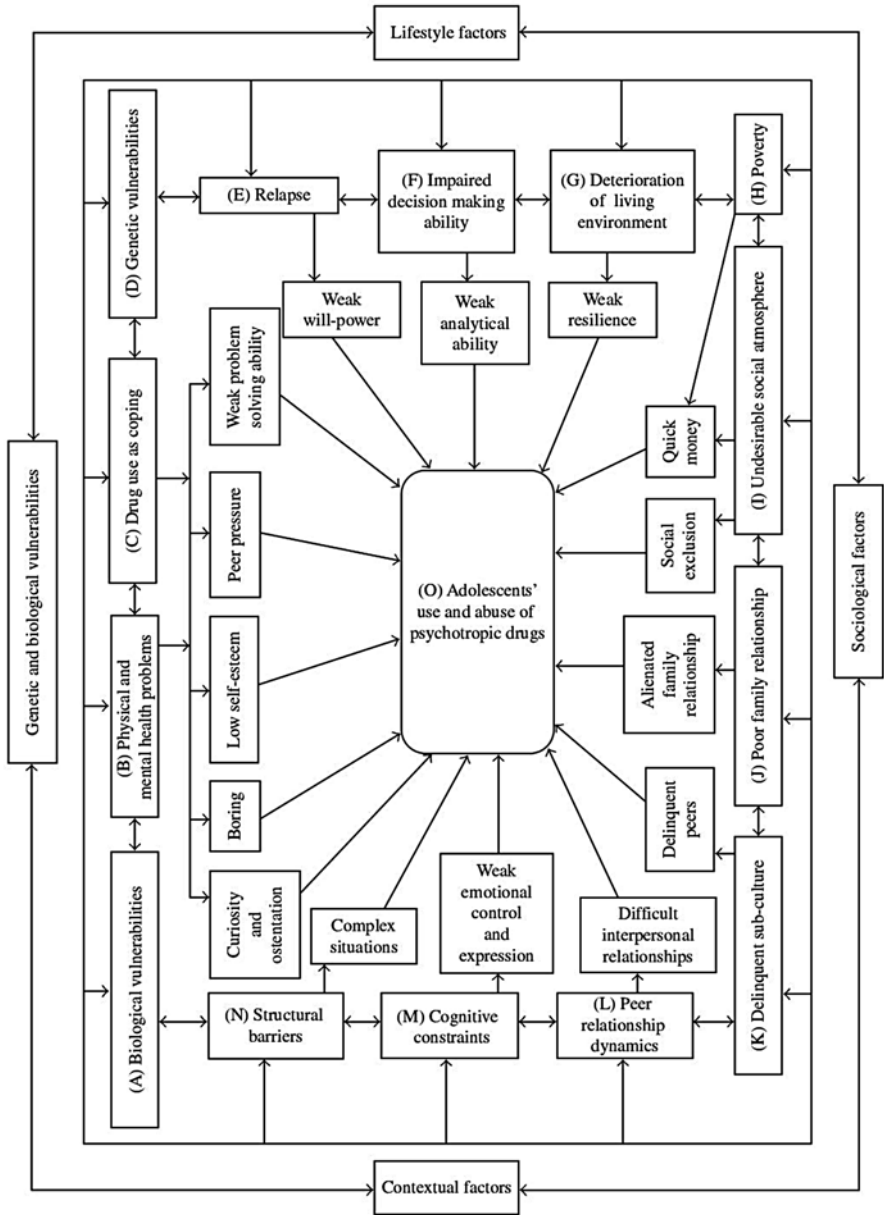 Lifestyle factors
Genetic and biological vulnerabilities
Sociological factors
Contextual factors
(D) Genetic vulnerabilities
(E) Relapse
(F) Impaired
decision making
ability
(G) Deterioration
of living
environment
(H) Poverty
Weak
will-power
Weak
analytical
ability
Weak
resilience
(C) Drug use as coping
Weak problem
solving ability
Peer pressure
(B) Physical and
mental health problems
Low self-esteem
Boring
Curiosity and
ostentation
(A) Biological vulnerabilities
(O) Adolescents’
use and abuse of
psychotropic drugs
(I) Undesirable social atmosphere
Quick
money
Social
exclusion
(J) Poor family relationship
Alienated
family
relationship
Delinquent
peers
(K) Delinquent sub-culture
Complex
situations
Weak
emotional
control
and
expression
Difficult
interpersonal
relationships
(N) Structural
barriers
(M) Cognitive
constraints
(L) Peer
relationship
dynamics